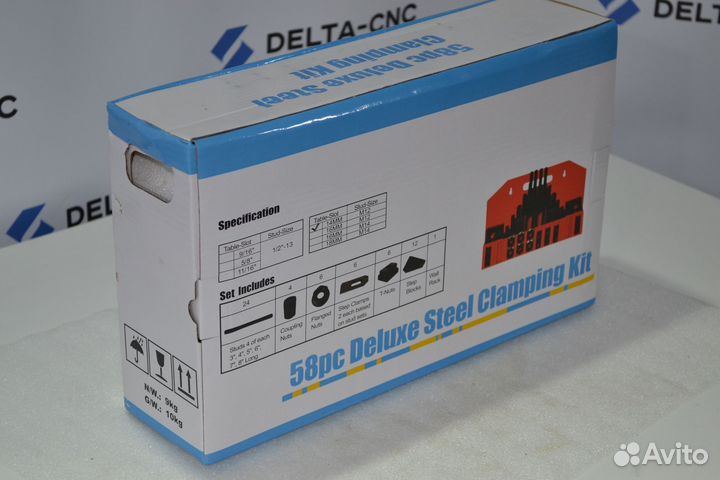 DELTA-CNC
DELTA-CNC
58pc Deluxe Steel
Clamping Kit
Specification
Table-Slot Stud-Size
9/16" 1/2"-13
5/8"
11/16"
Table-Slot Stud-Size
14MM M12
16MM
16MM M14
18MM
Set Includes
24 4 6 6 6 12 1
Studs 4 of each
3", 4", 5", 6",
7", 8" Long
Coupling
Nuts
Flanged
Nuts
Step Clamps
2 each based
on stud sets
T-Nuts
Step
Blocks
Wall
Rack
58pc Deluxe Steel Clamping Kit
N/W.: 9kg
G/W.: 10kg
Avito